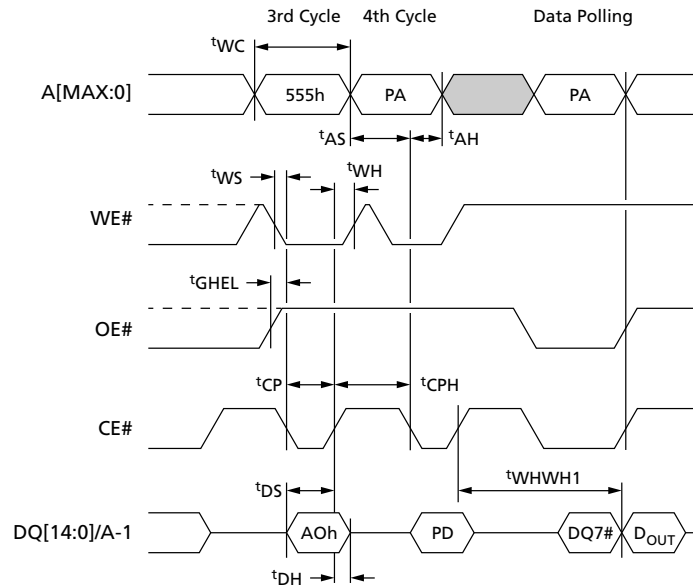 3rd Cycle 4th Cycle Data Polling
tWC
A[MAX:0] 555h PA PA
tAS tAH
tWS tWH
WE#
tGHEL
OE#
tCP tCPH
CE#
tWHWH1
tDS
DQ[14:0]/A-1 AOh PD DQ7# DOUT
tDH